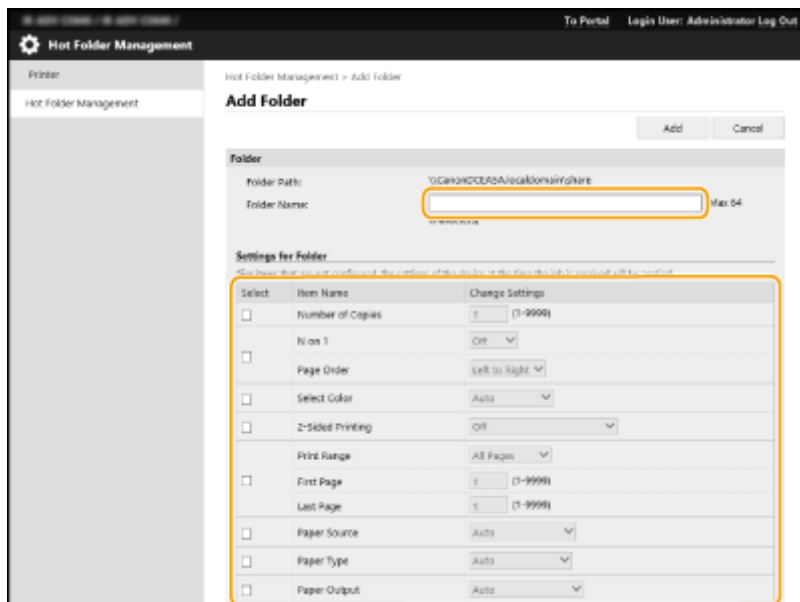 To Portal Login User: Administrator Log Out
Hot Folder Management
Printer
Hot Folder Management
Hot Folder Management > Add Folder
Add Folder
Add Cancel
Folder
Folder Path:
Folder Name: Max 64
Settings for Folder
Select Item Name Change Settings
Number of Copies 1 (1-9999)
N on 1 Off
Page Order Left to Right
Select Color Auto
2-Sided Printing Off
Print Range All Pages
First Page 1 (1-9999)
Last Page 1 (1-9999)
Paper Source Auto
Paper Type Auto
Paper Output Auto